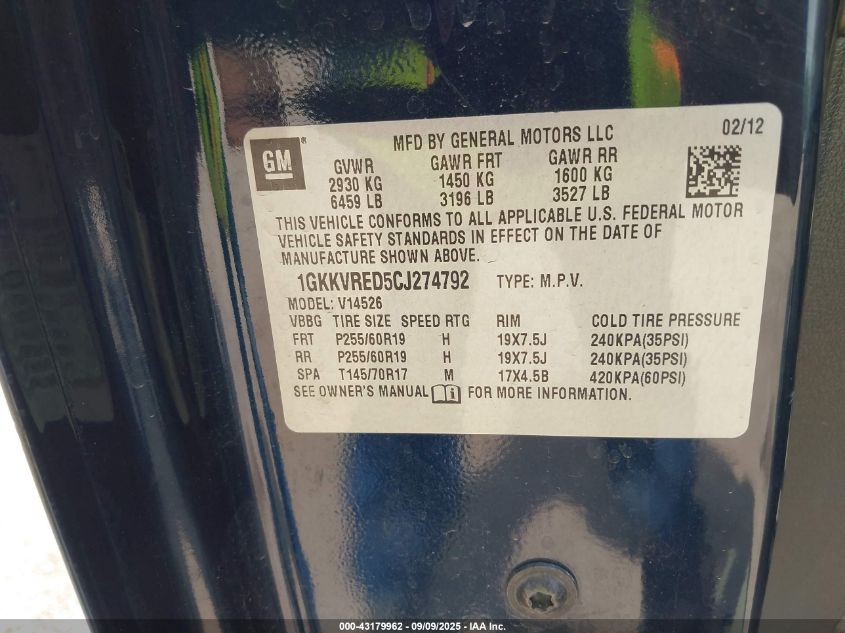 GM
MFD BY GENERAL MOTORS LLC 02/12
GVWR GAWR FRT GAWR RR
2930 KG 1450 KG 1600 KG
6459 LB 3196 LB 3527 LB
THIS VEHICLE CONFORMS TO ALL APPLICABLE U.S. FEDERAL MOTOR
VEHICLE SAFETY STANDARDS IN EFFECT ON THE DATE OF
MANUFACTURE SHOWN ABOVE.
1GKKVRED5CJ274792 TYPE: M.P.V.
MODEL: V14526
VBBG TIRE SIZE SPEED RTG RIM COLD TIRE PRESSURE
FRT P255/60R19 H 19X7.5J 240KPA(35PSI)
RR P255/60R19 H 19X7.5J 240KPA(35PSI)
SPA T145/70R17 M 17X4.5B 420KPA(60PSI)
SEE OWNER'S MANUAL FOR MORE INFORMATION.
000-43179962 - 09/09/2025 - IAA Inc.